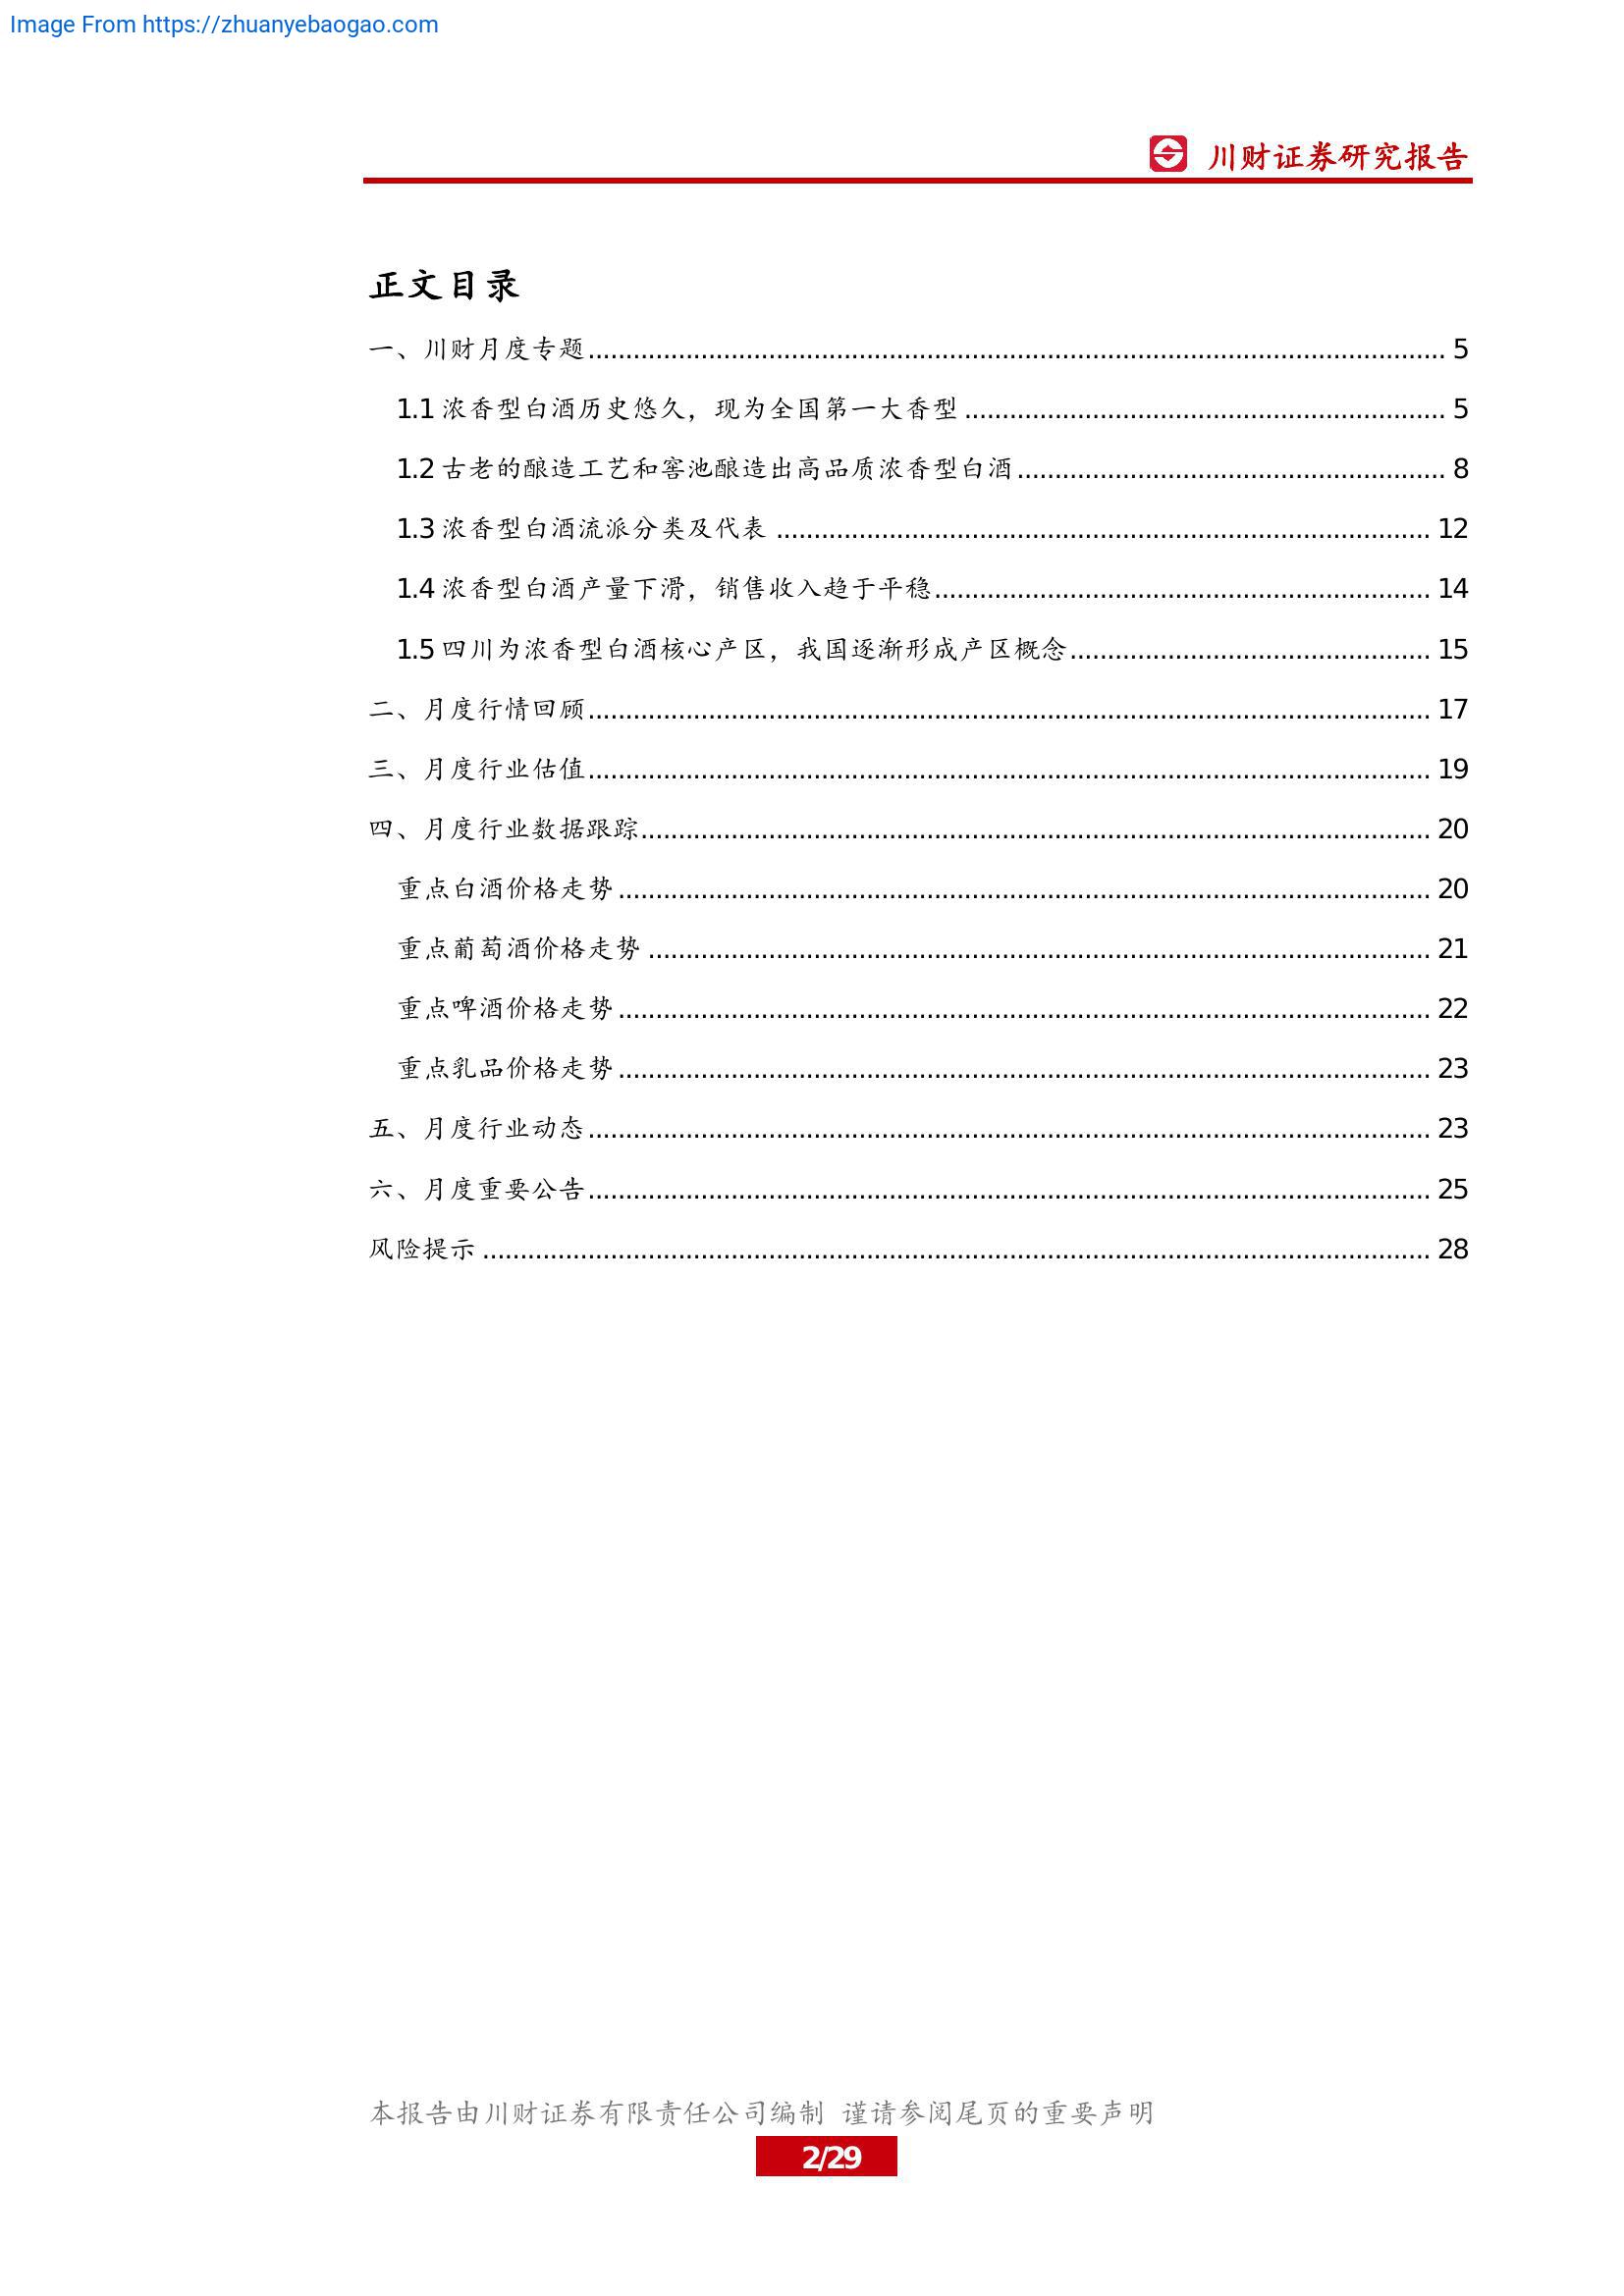 Image From https://zhuanyebaogao.com
川财证券研究报告
正文目录
一、川财月度专题 5
1.1 浓香型白酒历史悠久，现为全国第一大香型 5
1.2 古老的酿造工艺和窖池酿造出高品质浓香型白酒 8
1.3 浓香型白酒流派分类及代表 12
1.4 浓香型白酒产量下滑，销售收入趋于平稳 14
1.5 四川为浓香型白酒核心产区，我国逐渐形成产区概念 15
二、月度行情回顾 17
三、月度行业估值 19
四、月度行业数据跟踪 20
重点白酒价格走势 20
重点葡萄酒价格走势 21
重点啤酒价格走势 22
重点乳品价格走势 23
五、月度行业动态 23
六、月度重要公告 25
风险提示 28
本报告由川财证券有限责任公司编制 谨请参阅尾页的重要声明
2/29